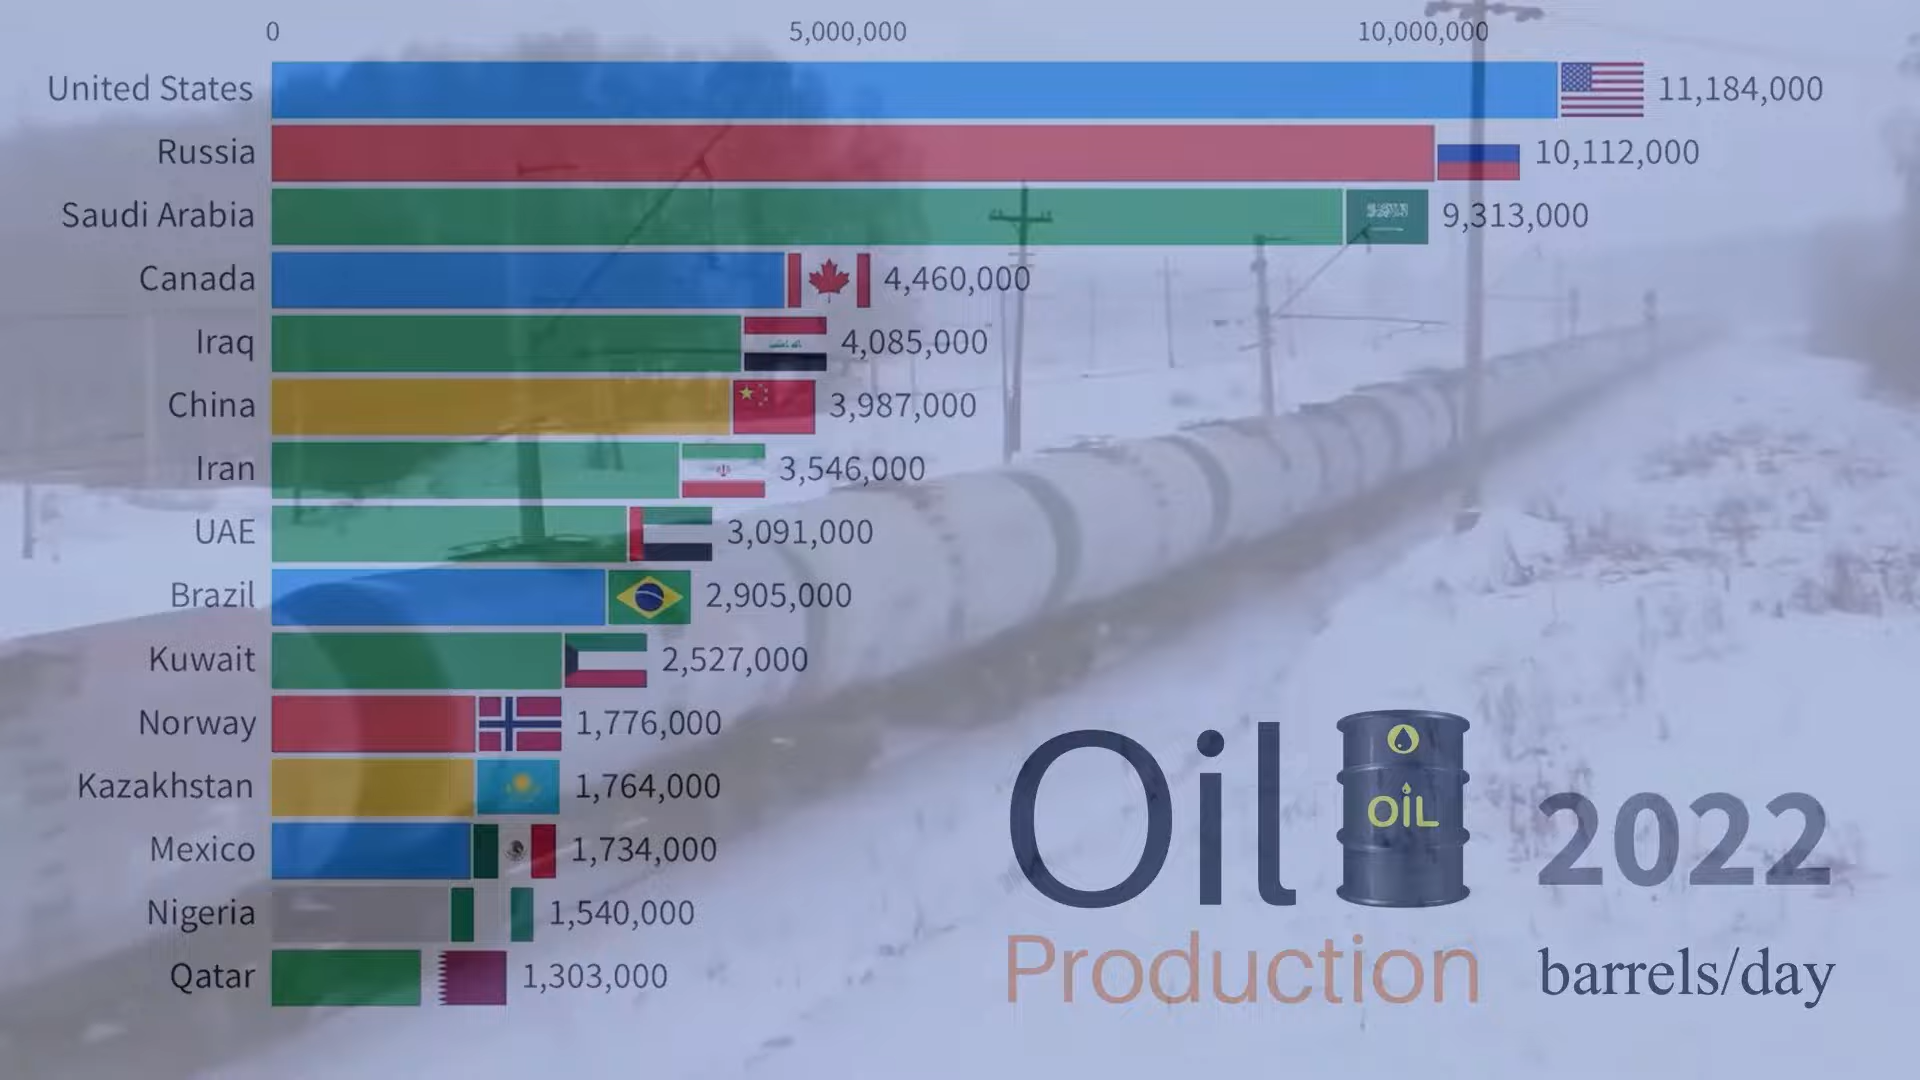 0 5,000,000 10,000,000
United States 11,184,000
Russia 10,112,000
Saudi Arabia 9,313,000
Canada 4,460,000
Iraq 4,085,000
China 3,987,000
Iran 3,546,000
UAE 3,091,000
Brazil 2,905,000
Kuwait 2,527,000
Norway 1,776,000
Kazakhstan 1,764,000
Mexico 1,734,000
Nigeria 1,540,000
Qatar 1,303,000
Oil OiL 2022
Production barrels/day